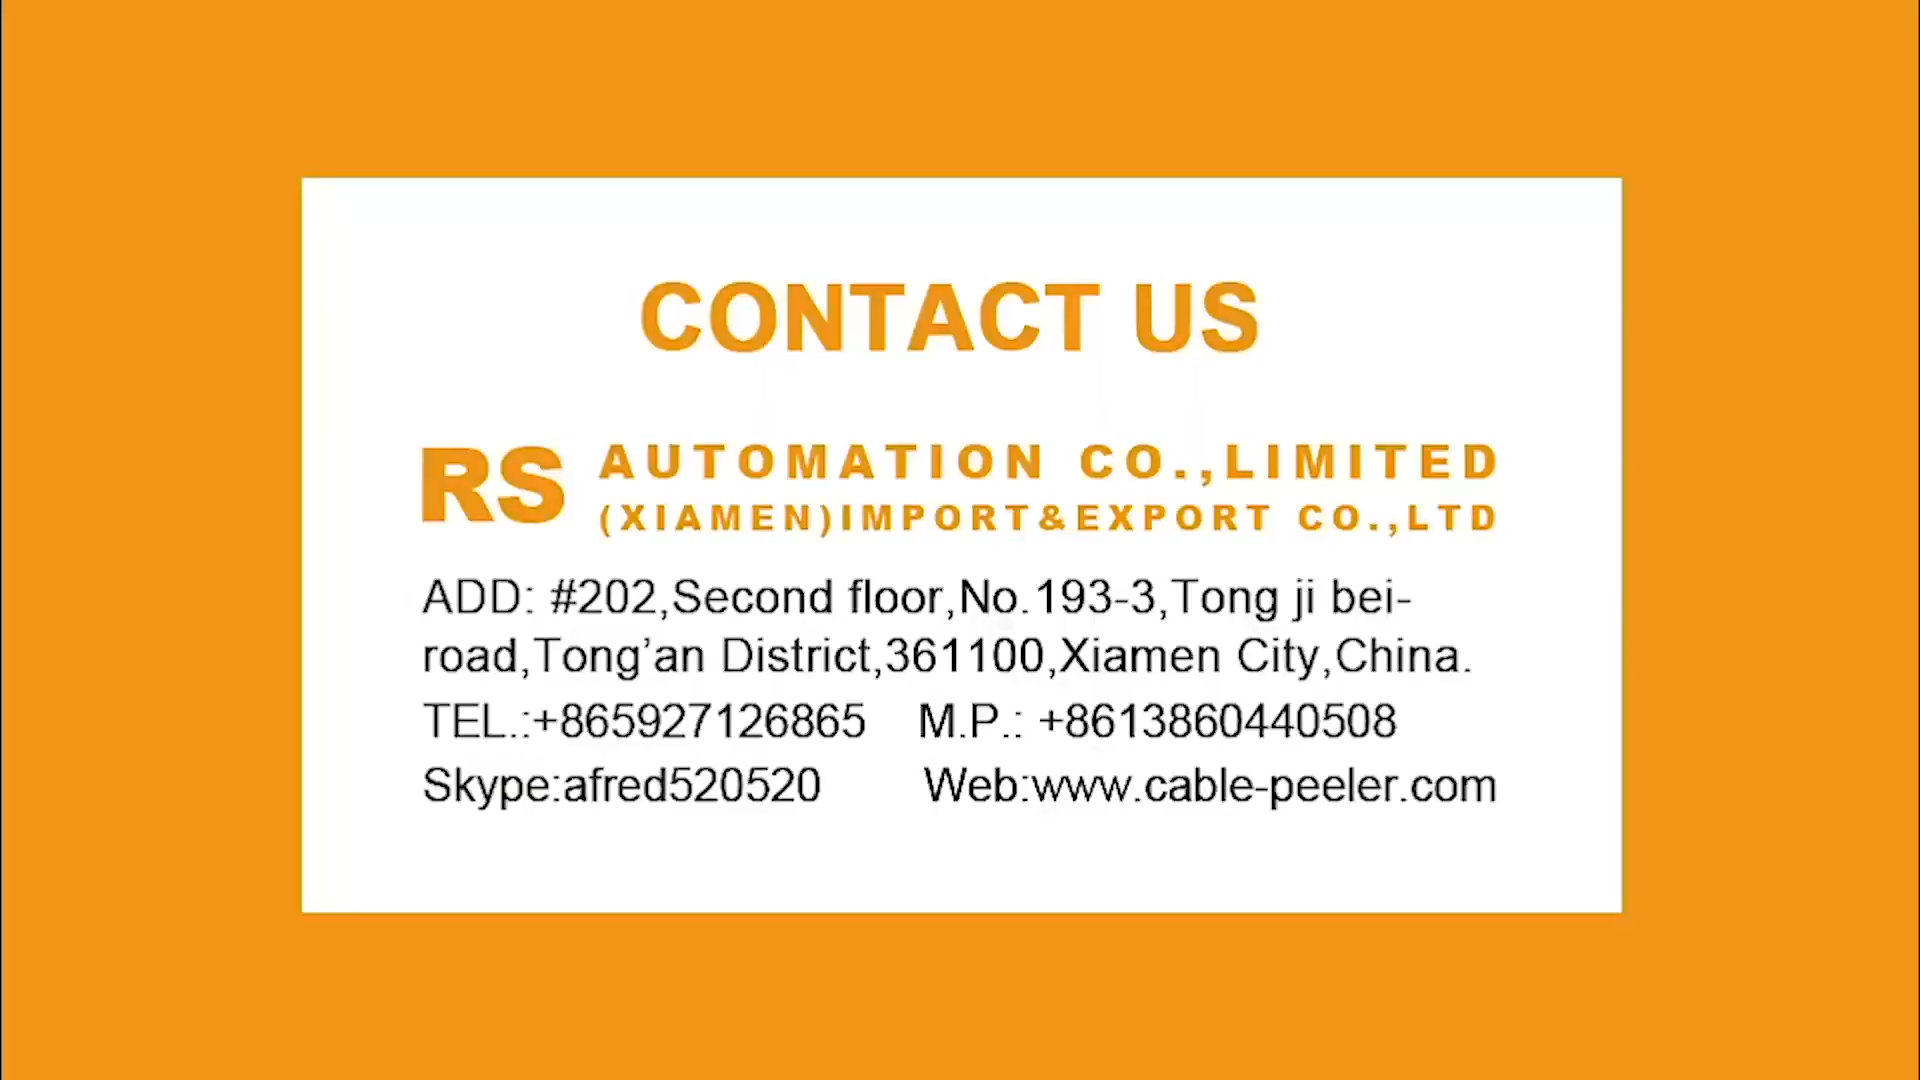 CONTACT US
RS AUTOMATION CO.,LIMITED
(XIAMEN)IMPORT&EXPORT CO.,LTD
ADD: #202,Second floor,No.193-3,Tong ji bei-
road,Tong’an District,361100,Xiamen City,China.
TEL.:+865927126865 M.P.: +8613860440508
Skype:afred520520 Web:www.cable-peeler.com